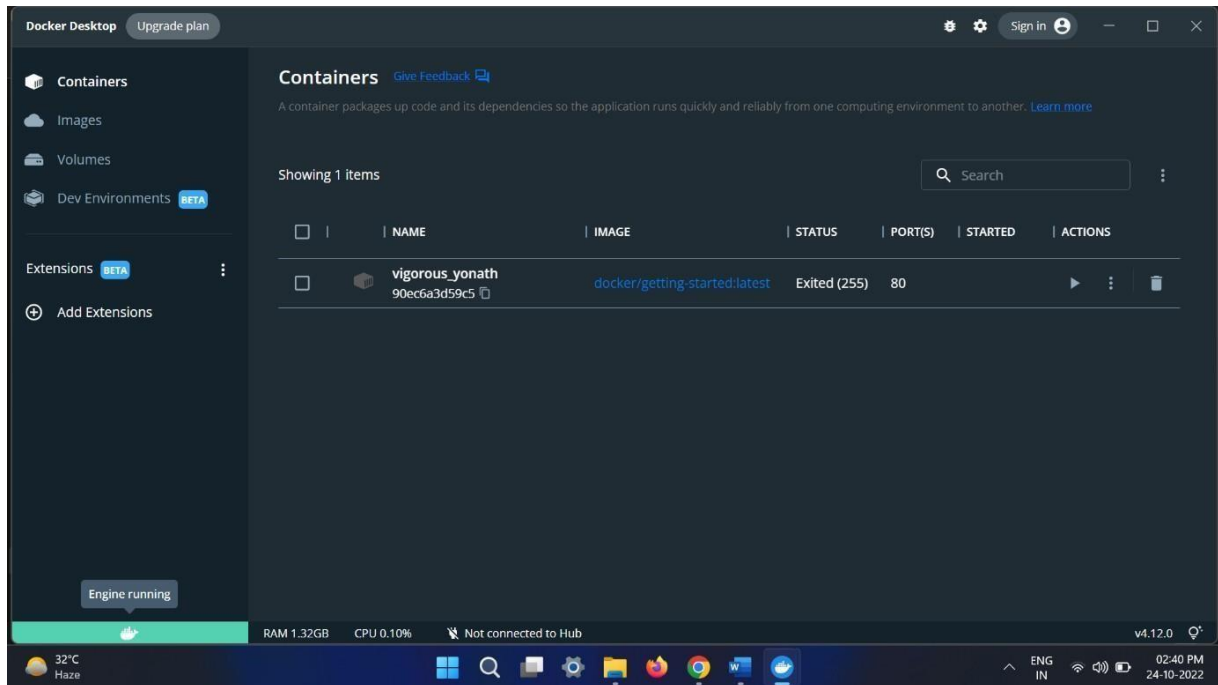 Docker Desktop Upgrade plan Sign in
Containers
Images
Volumes
Dev Environments BETA
Extensions BETA
Add Extensions
Containers Give Feedback
A container packages up code and its dependencies so the application runs quickly and reliably from one computing environment to another. Learn more
Showing 1 items Search
NAME IMAGE STATUS PORT(S) STARTED ACTIONS
vigorous_yonath
90ec6a3d59c5 docker/getting-started:latest Exited (255) 80
Engine running
RAM 1.32GB CPU 0.10% Not connected to Hub v4.12.0
32°C
Haze
ENG
IN
02:40 PM
24-10-2022